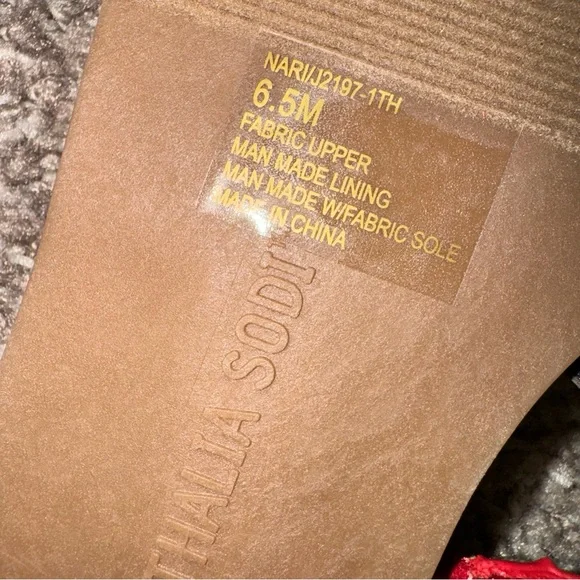 NARI/J2197-1TH
6.5M
FABRIC UPPER
MAN MADE LINING
MAN MADE W/FABRIC SOLE
MADE IN CHINA
THALIA SODI